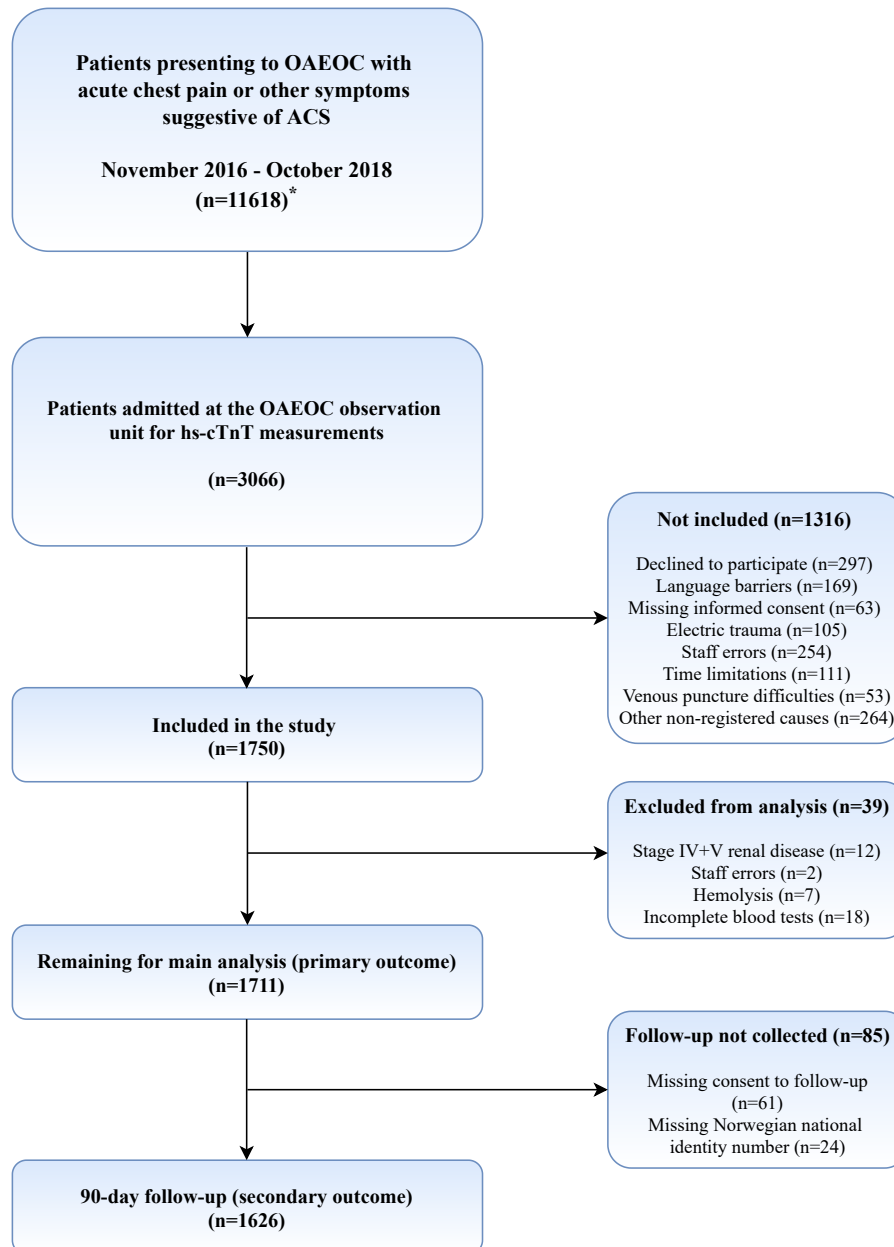 Patients presenting to OAEOC with
acute chest pain or other symptoms
suggestive of ACS
November 2016 - October 2018
(n=11618)*
Patients admitted at the OAEOC observation
unit for hs-cTnT measurements
(n=3066)
Not included (n=1316)
Declined to participate (n=297)
Language barriers (n=169)
Missing informed consent (n=63)
Electric trauma (n=105)
Staff errors (n=254)
Time limitations (n=111)
Venous puncture difficulties (n=53)
Other non-registered causes (n=264)
Included in the study
(n=1750)
Excluded from analysis (n=39)
Stage IV+V renal disease (n=12)
Staff errors (n=2)
Hemolysis (n=7)
Incomplete blood tests (n=18)
Remaining for main analysis (primary outcome)
(n=1711)
Follow-up not collected (n=85)
Missing consent to follow-up
(n=61)
Missing Norwegian national
identity number (n=24)
90-day follow-up (secondary outcome)
(n=1626)